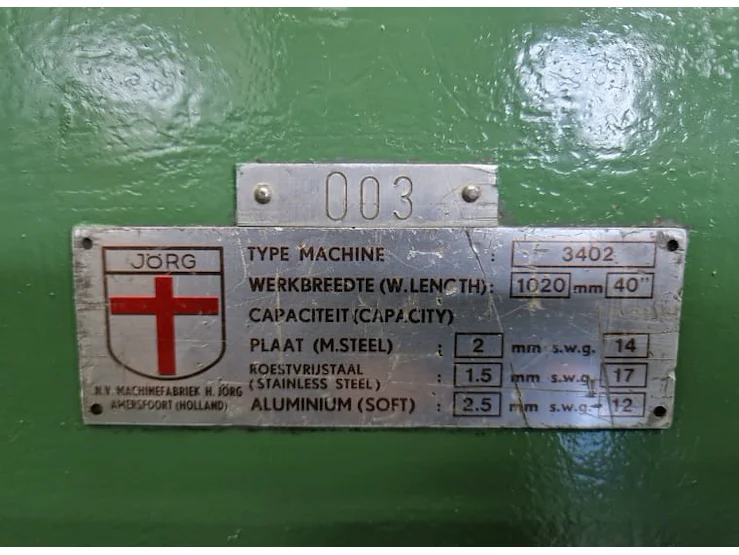 003
JÖRG
N.V. MACHINEFABRIEK H. JÖRG
AMERSFOORT (HOLLAND)
TYPE MACHINE : 3402
WERKBREEDTE (W.LENGTH): 1020 mm 40"
CAPACITEIT (CAPACITY)
PLAAT (M.STEEL) : 2 mm s.w.g. 14
ROESTVRIJSTAAL
(STAINLESS STEEL) : 1.5 mm s.w.g. 17
ALUMINIUM (SOFT) : 2.5 mm s.w.g. 12